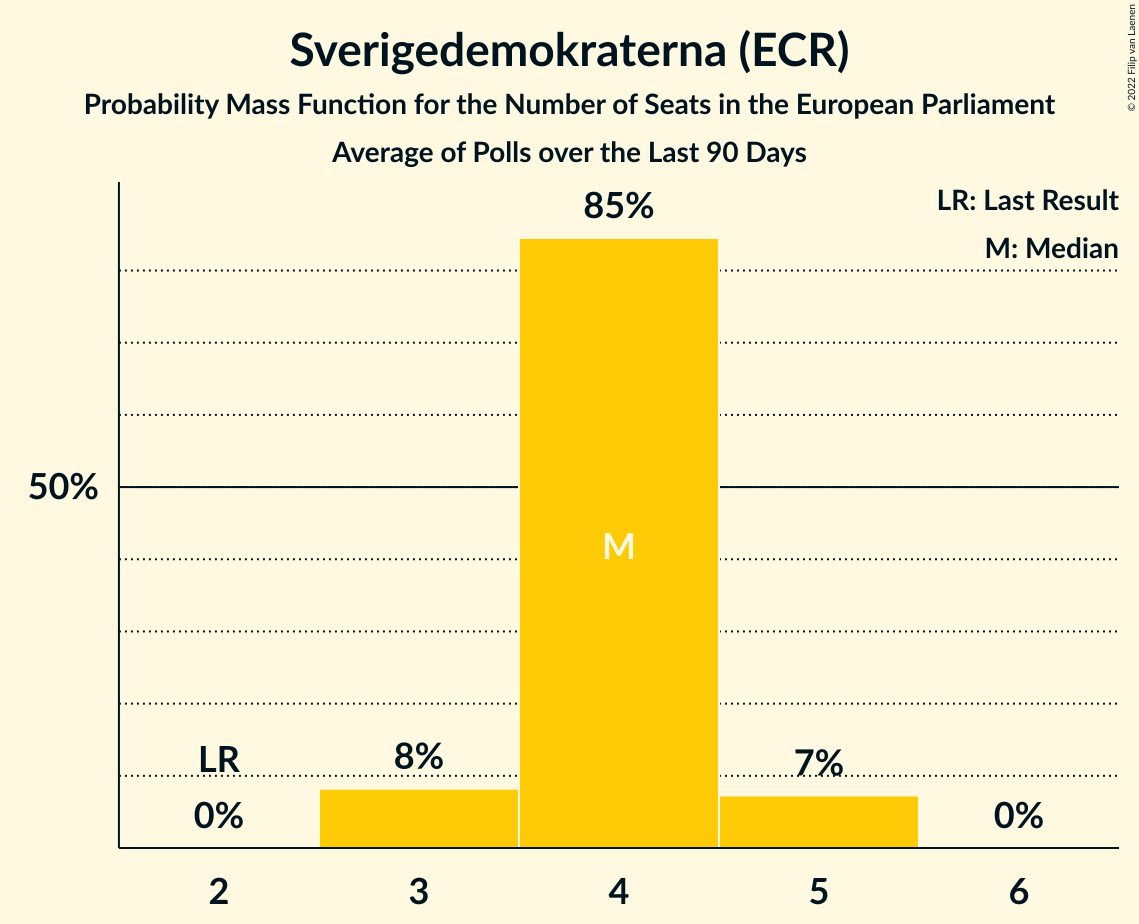 Sverigedemokraterna (ECR)
Probability Mass Function for the Number of Seats in the European Parliament
Average of Polls over the Last 90 Days
© 2022 Filip van Laenen
LR: Last Result
M: Median
85%
50%
M
LR
8%
7%
0%
0%
2
3
4
5
6